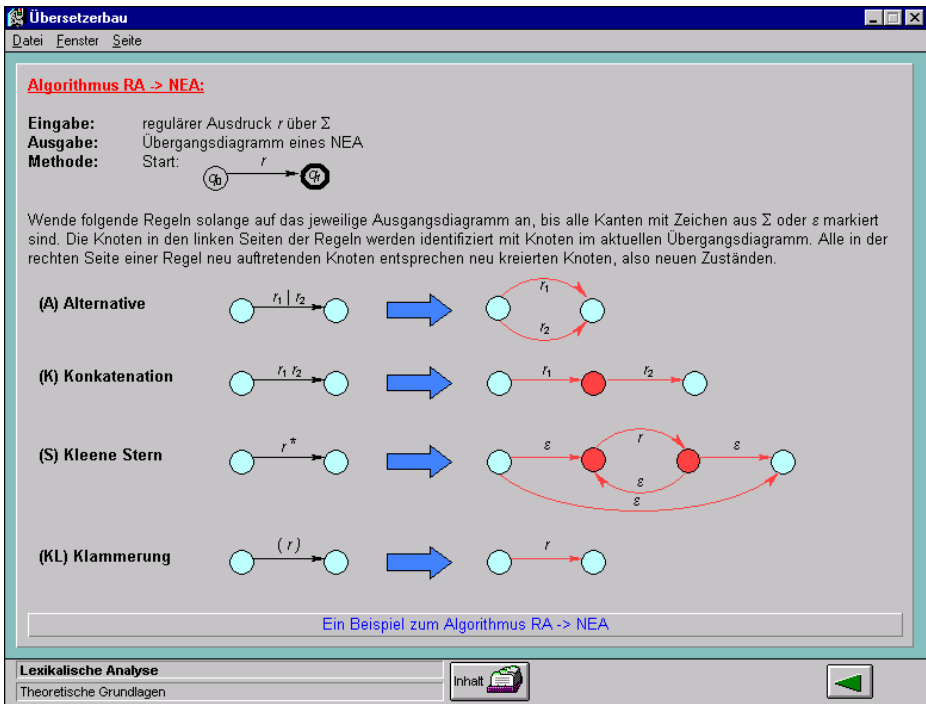 Übersetzerbau
Datei Fenster Seite
Algorithmus RA -> NEA:
Eingabe: regulärer Ausdruck r über Σ
Ausgabe: Übergangsdiagramm eines NEA
Methode: Start: q0 r qf
Wende folgende Regeln solange auf das jeweilige Ausgangsdiagramm an, bis alle Kanten mit Zeichen aus Σ oder ε markiert
sind. Die Knoten in den linken Seiten der Regeln werden identifiziert mit Knoten im aktuellen Übergangsdiagramm. Alle in der
rechten Seite einer Regel neu auftretenden Knoten entsprechen neu kreierten Knoten, also neuen Zuständen.
(A) Alternative r1 | r2 r1 r2
(K) Konkatenation r1 r2 r1 r2
(S) Kleene Stern r* ε r ε ε ε
(KL) Klammerung (r) r
Ein Beispiel zum Algorithmus RA -> NEA
Lexikalische Analyse
Theoretische Grundlagen
Inhalt